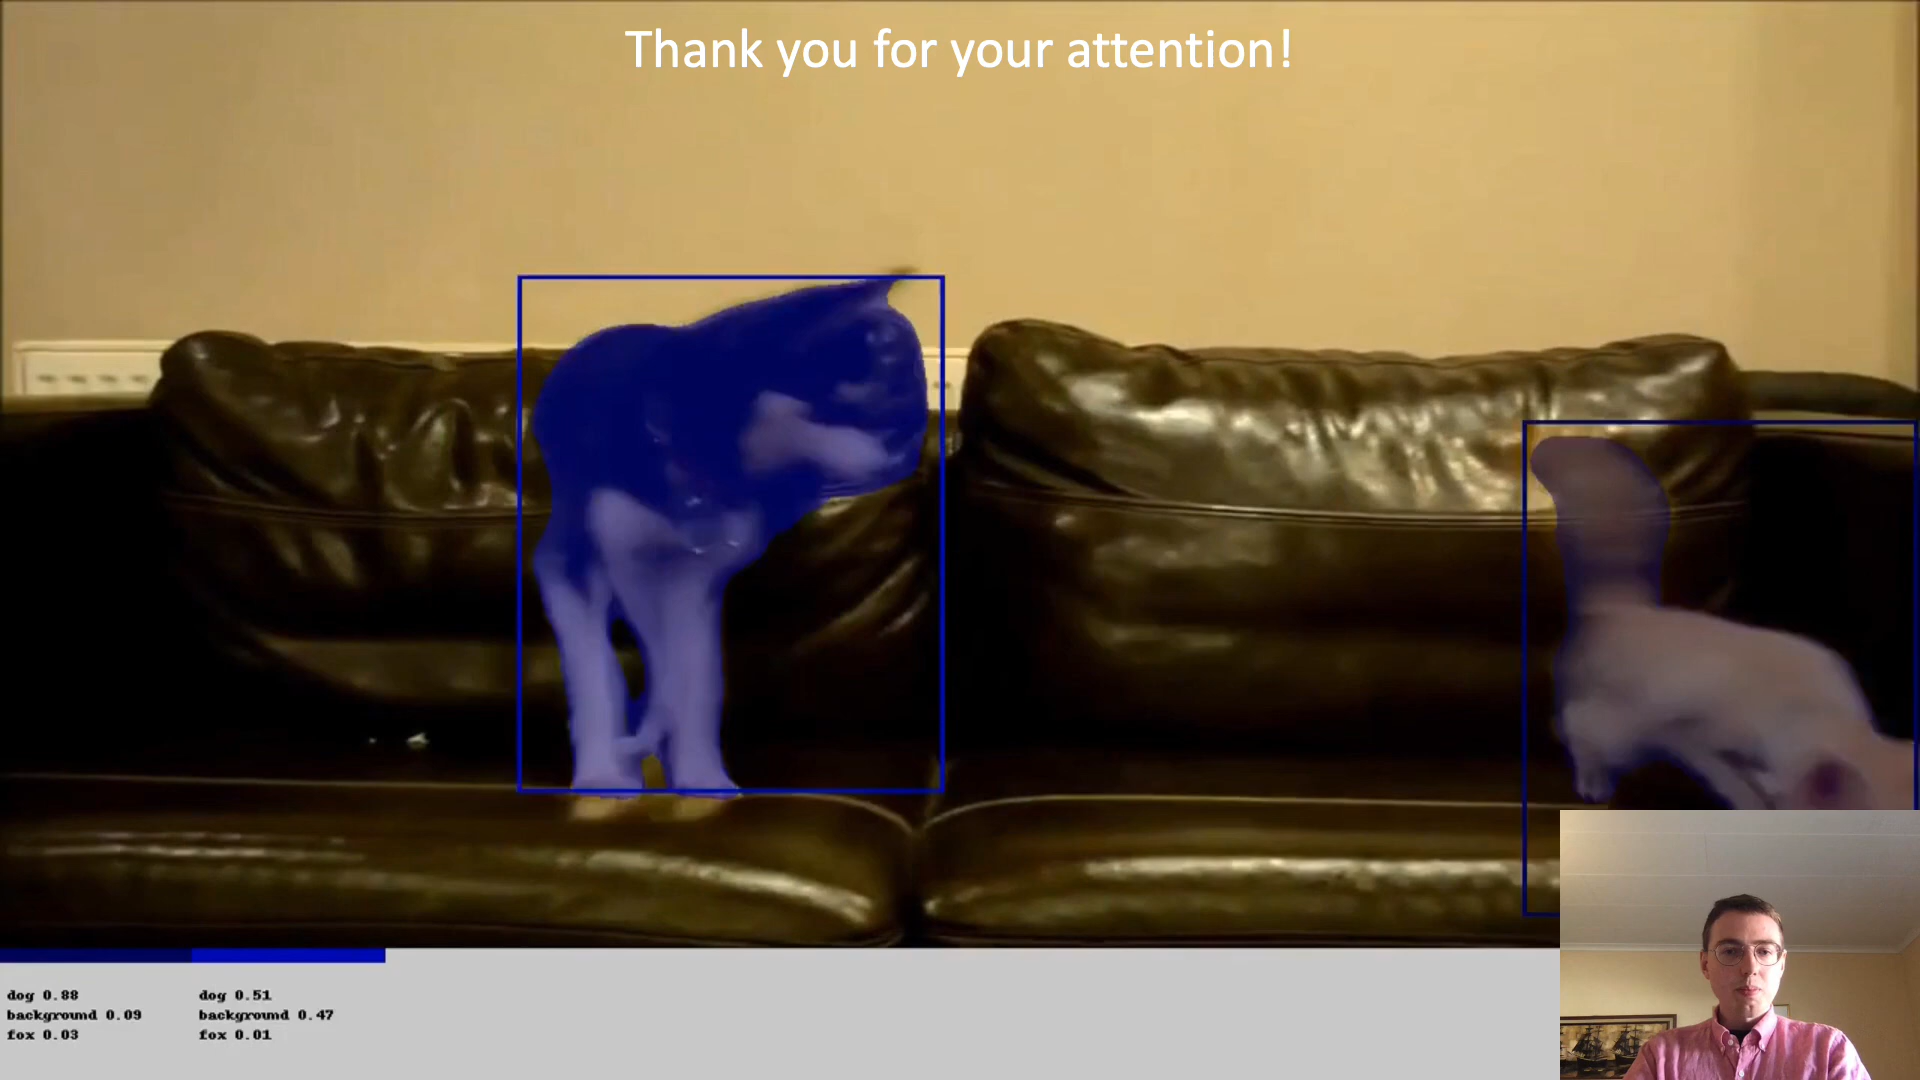 Thank you for your attention!
dog 0.88
background 0.09
fox 0.03
dog 0.51
background 0.47
fox 0.01